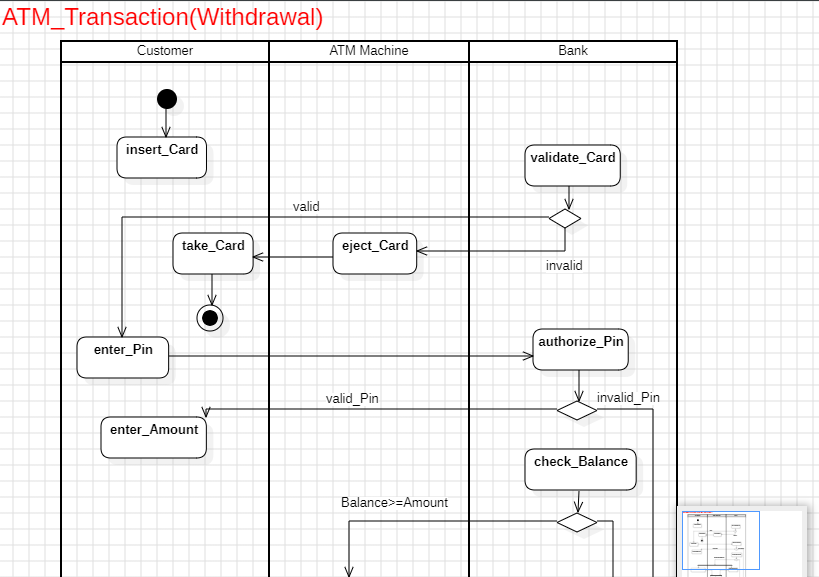 ATM_Transaction(Withdrawal)
Customer
ATM Machine
Bank
insert_Card
validate_Card
valid
take_Card
eject_Card
invalid
enter_Pin
authorize_Pin
valid_Pin
invalid_Pin
enter_Amount
check_Balance
Balance>=Amount